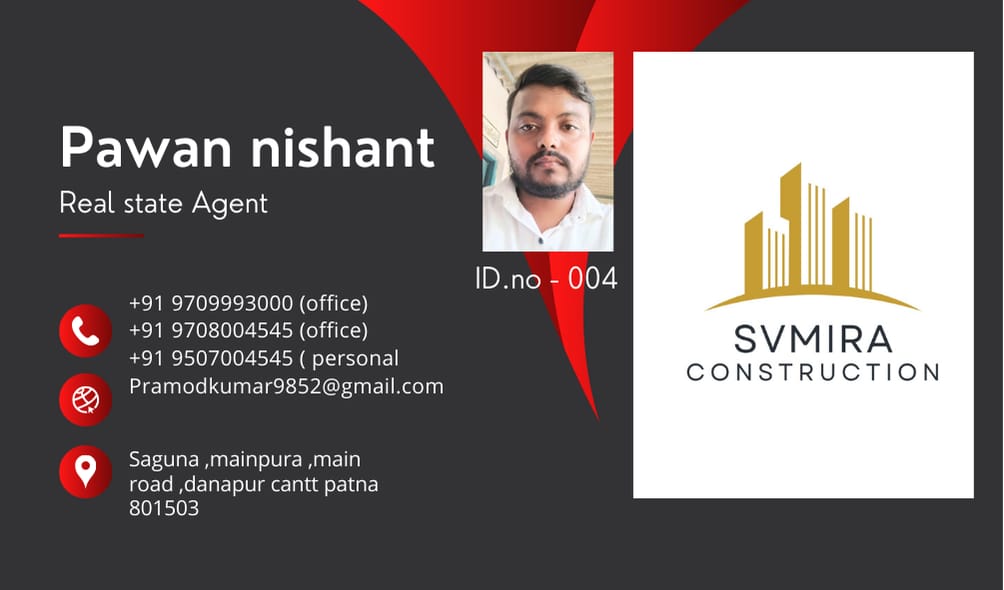 Pawan nishant
Real state Agent
ID.no - 004
+91 9709993000 (office)
+91 9708004545 (office)
+91 9507004545 ( personal
Pramodkumar9852@gmail.com
Saguna ,mainpura ,main
road ,danapur cantt patna
801503
SVMIRA
CONSTRUCTION